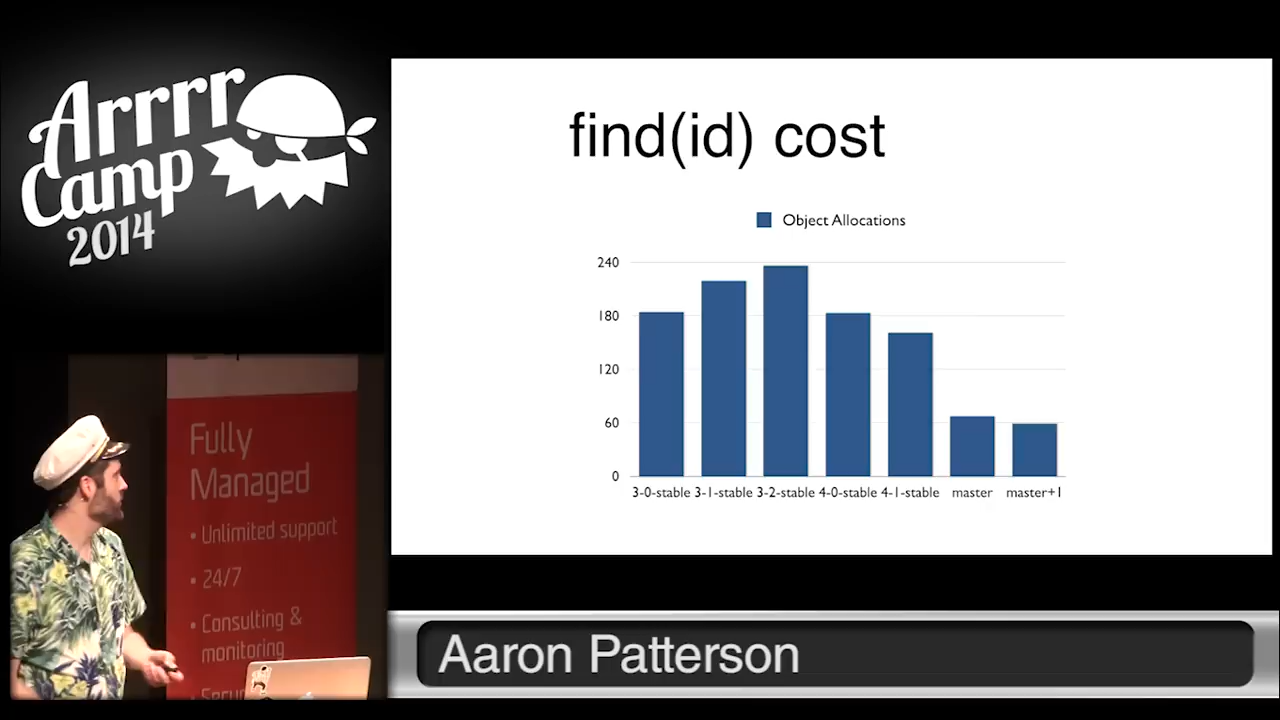 Arrrr
Camp
2014
find(id) cost
Object Allocations
240
180
120
60
0
3-0-stable 3-1-stable 3-2-stable 4-0-stable 4-1-stable master master+1
Fully
Managed
• Unlimited support
• 24/7
• Consulting &
monitoring
Aaron Patterson